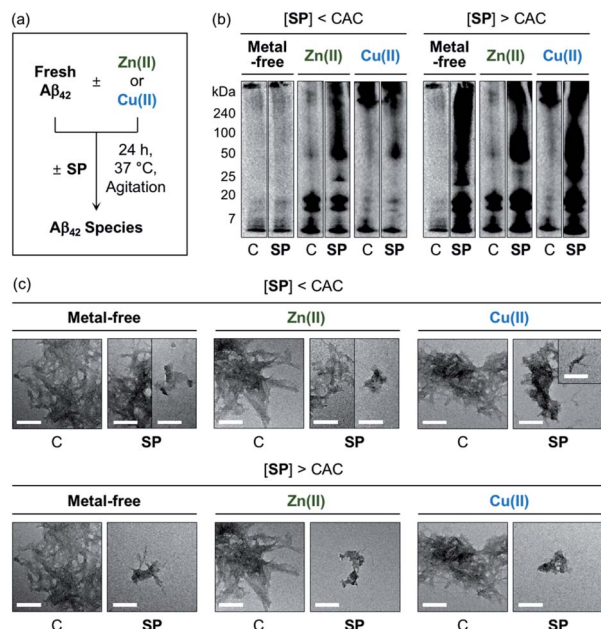 (a)
Fresh
Aβ42
±
Zn(II)
or
Cu(II)
± SP
24 h,
37 °C,
Agitation
Aβ42 Species
(b)
[SP] < CAC
[SP] > CAC
Metal
-free
Zn(II)
Cu(II)
Metal
-free
Zn(II)
Cu(II)
kDa
240
100
50
25
20
7
C SP C SP C SP C SP C SP C SP
(c)
[SP] < CAC
Metal-free
Zn(II)
Cu(II)
C SP C SP C SP
[SP] > CAC
Metal-free
Zn(II)
Cu(II)
C SP C SP C SP